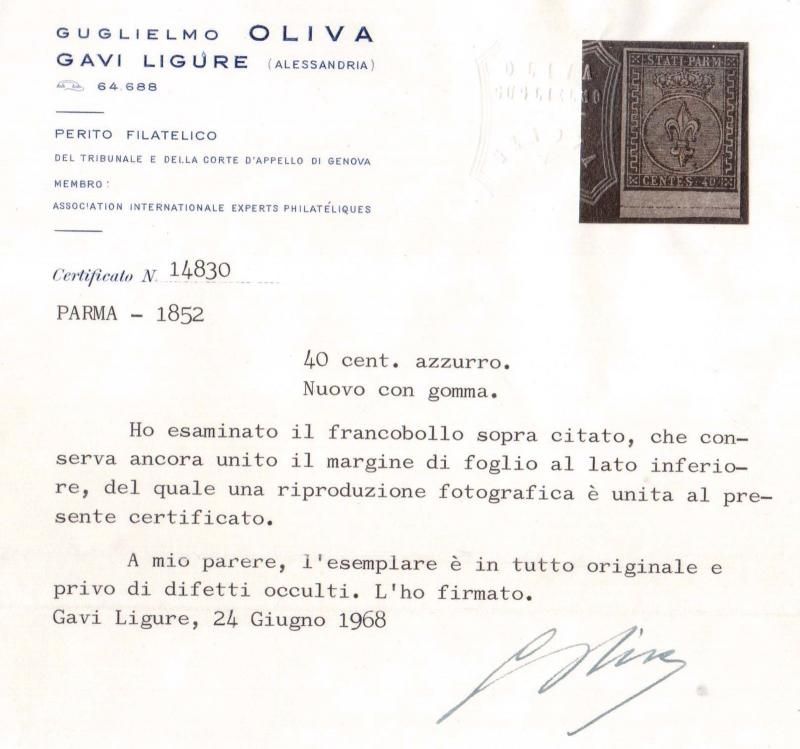 GUGLIELMO OLIVA
GAVI LIGURE (ALESSANDRIA)
64.688
PERITO FILATELICO
DEL TRIBUNALE E DELLA CORTE D'APPELLO DI GENOVA
MEMBRO:
ASSOCIATION INTERNATIONALE EXPERTS PHILATÉLIQUES
OLIVA
GUGLIELMO
STATI PARM
CENTES. 40
Certificato N. 14830
PARMA - 1852
40 cent. azzurro.
Nuovo con gomma.
Ho esaminato il francobollo sopra citato, che con-
serva ancora unito il margine di foglio al lato inferio-
re, del quale una riproduzione fotografica è unita al pre-
sente certificato.
A mio parere, l'esemplare è in tutto originale e
privo di difetti occulti. L'ho firmato.
Gavi Ligure, 24 Giugno 1968
G Oliva